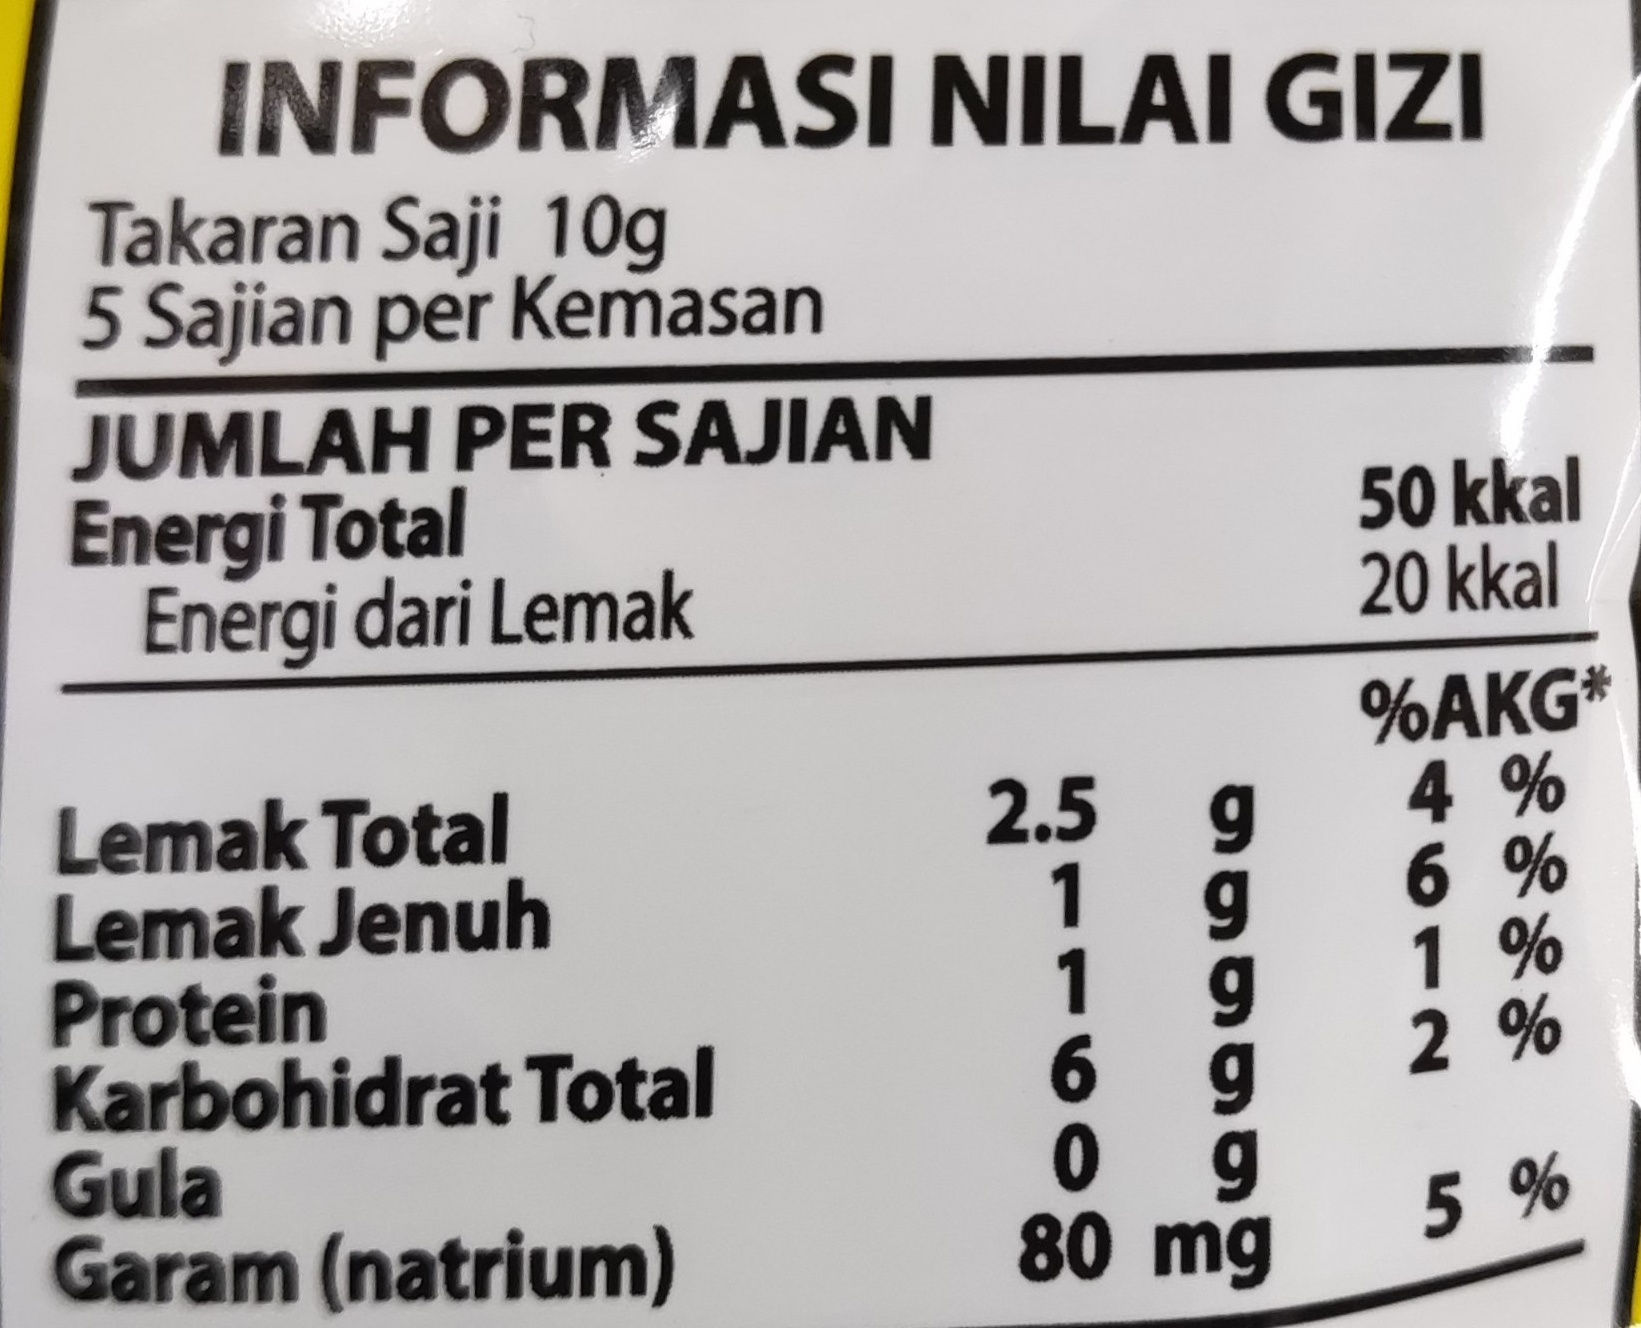 INFORMASI NILAI GIZI
Takaran Saji 10g
5 Sajian per Kemasan
JUMLAH PER SAJIAN
Energi Total 50 kkal
Energi dari Lemak 20 kkal
%AKG*
Lemak Total 2.5 g 4 %
Lemak Jenuh 1 g 6 %
Protein 1 g 1 %
Karbohidrat Total 6 g 2 %
Gula 0 g
Garam (natrium) 80 mg 5 %